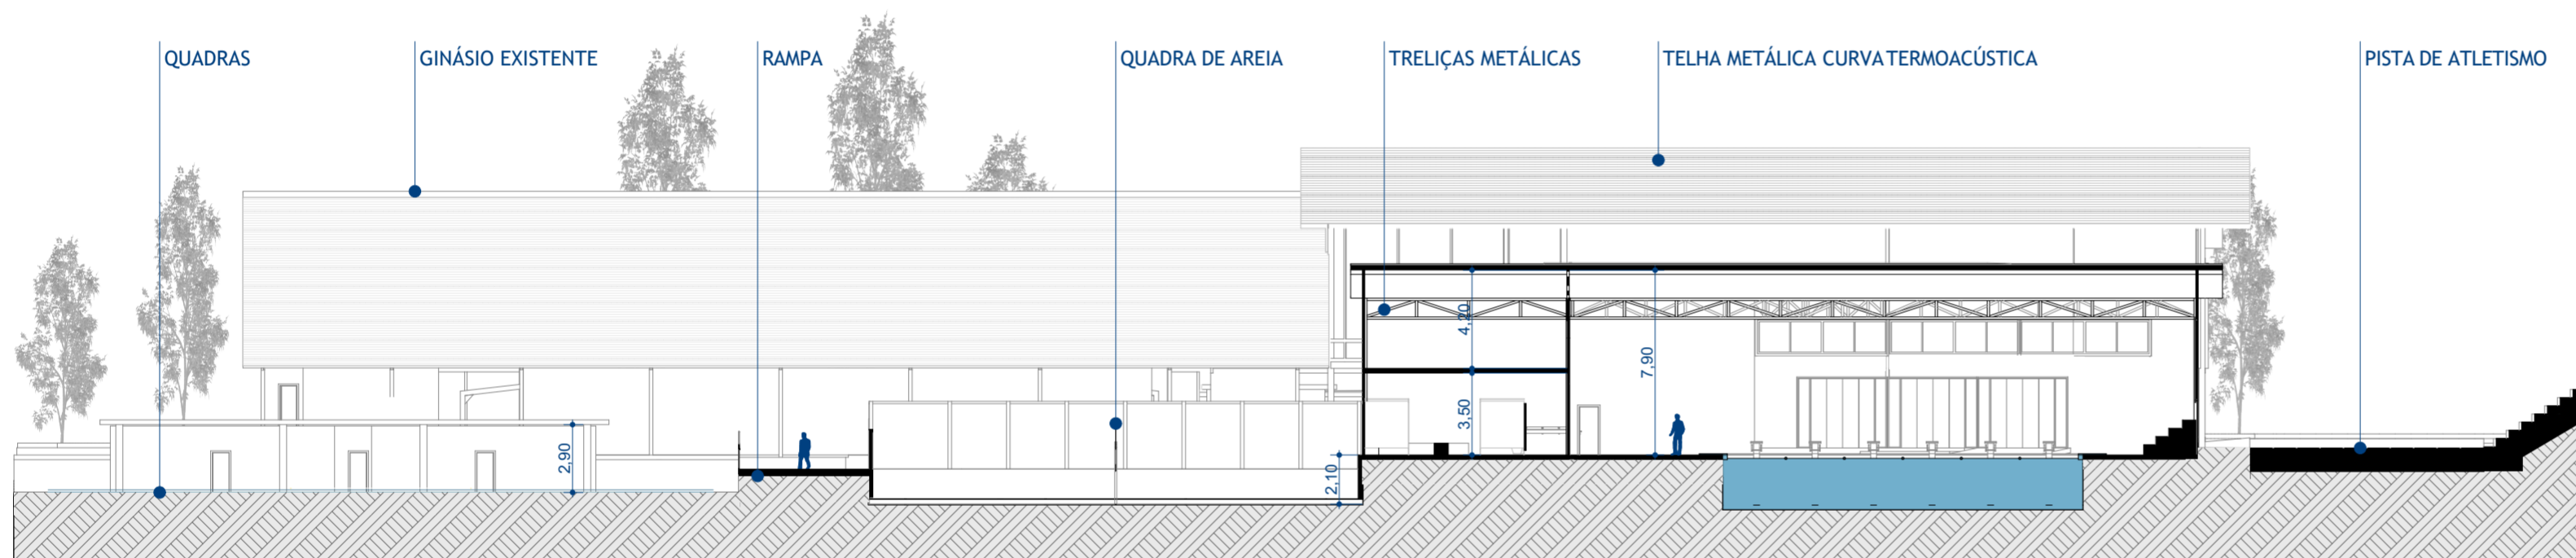 QUADRAS
GINÁSIO EXISTENTE
RAMPA
QUADRA DE AREIA
TRELIÇAS METÁLICAS
TELHA METÁLICA CURVA TERMOACÚSTICA
PISTA DE ATLETISMO
2,90
2,10
4,20
3,50
7,90